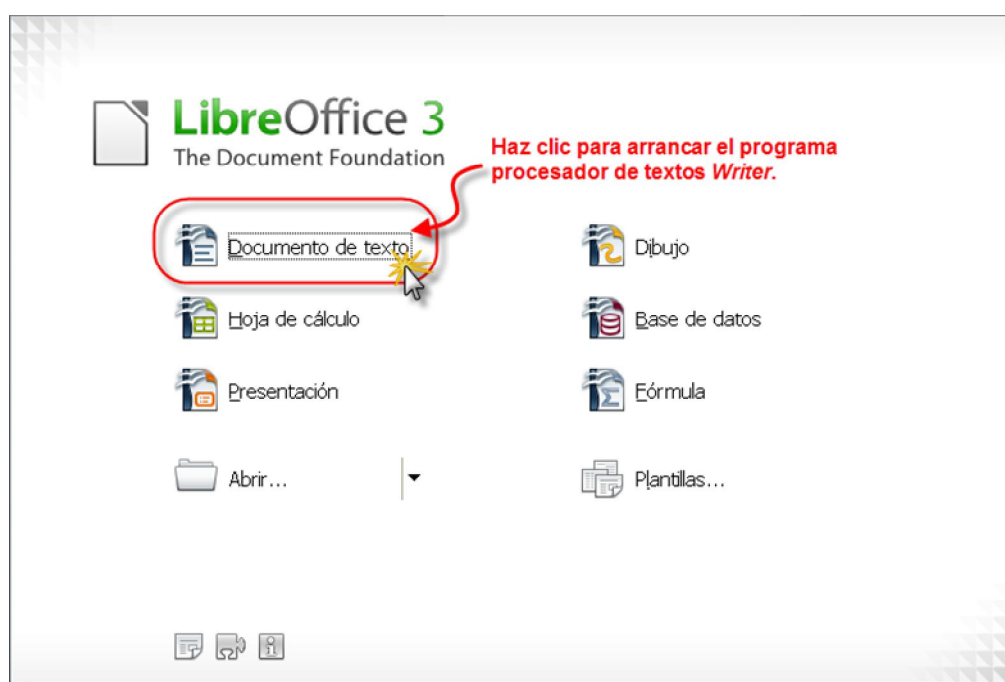 LibreOffice 3
The Document Foundation
Haz clic para arrancar el programa
procesador de textos Writer.
Documento de texto
Dibujo
Hoja de cálculo
Base de datos
Presentación
Fórmula
Abrir...
Plantillas...